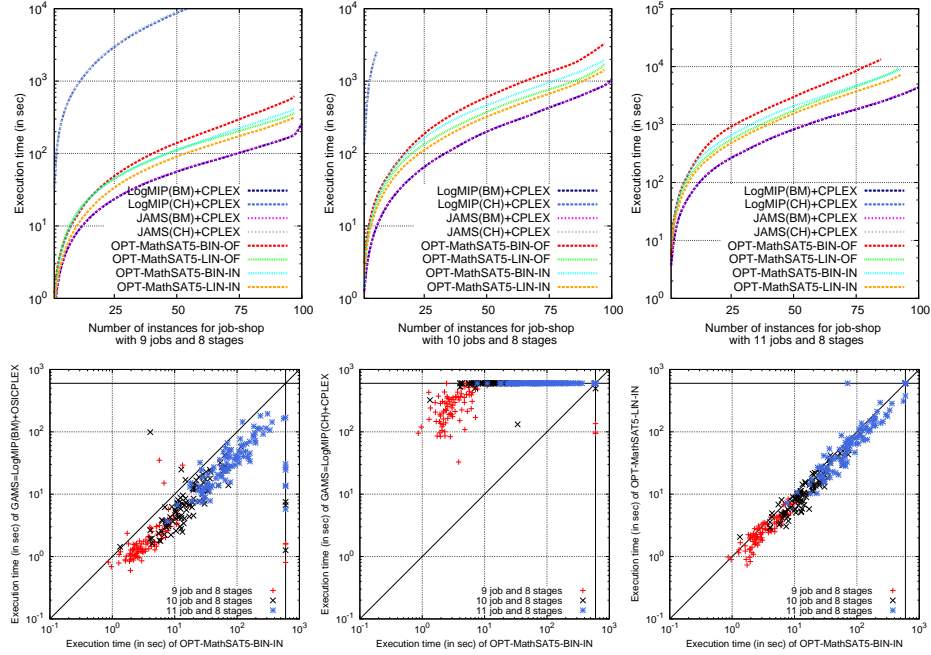 10^4
10^3
10^2
10^1
10^0
Execution time (in sec)
LogMIP(BM)+CPLEX
LogMIP(CH)+CPLEX
JAMS(BM)+CPLEX
JAMS(CH)+CPLEX
OPT-MathSAT5-BIN-OF
OPT-MathSAT5-LIN-OF
OPT-MathSAT5-BIN-IN
OPT-MathSAT5-LIN-IN
25 50 75 100
Number of instances for job-shop
with 9 jobs and 8 stages
10^4
10^3
10^2
10^1
10^0
Execution time (in sec)
LogMIP(BM)+CPLEX
LogMIP(CH)+CPLEX
JAMS(BM)+CPLEX
JAMS(CH)+CPLEX
OPT-MathSAT5-BIN-OF
OPT-MathSAT5-LIN-OF
OPT-MathSAT5-BIN-IN
OPT-MathSAT5-LIN-IN
25 50 75 100
Number of instances for job-shop
with 10 jobs and 8 stages
10^5
10^4
10^3
10^2
10^1
10^0
Execution time (in sec)
LogMIP(BM)+CPLEX
LogMIP(CH)+CPLEX
JAMS(BM)+CPLEX
JAMS(CH)+CPLEX
OPT-MathSAT5-BIN-OF
OPT-MathSAT5-LIN-OF
OPT-MathSAT5-BIN-IN
OPT-MathSAT5-LIN-IN
25 50 75 100
Number of instances for job-shop
with 11 jobs and 8 stages
10^3
10^2
10^1
10^0
10^-1
Execution time (in sec) of GAMS=LogMIP(BM)+OSICPLEX
9 job and 8 stages
10 job and 8 stages
11 job and 8 stages
10^-1 10^0 10^1 10^2 10^3
Execution time (in sec) of OPT-MathSAT5-BIN-IN
10^3
10^2
10^1
10^0
10^-1
Execution time (in sec) of GAMS=LogMIP(CH)+CPLEX
9 job and 8 stages
10 job and 8 stages
11 job and 8 stages
10^-1 10^0 10^1 10^2 10^3
Execution time (in sec) of OPT-MathSAT5-BIN-IN
10^3
10^2
10^1
10^0
10^-1
Execution time (in sec) of OPT-MathSAT5-LIN-IN
9 job and 8 stages
10 job and 8 stages
11 job and 8 stages
10^-1 10^0 10^1 10^2 10^3
Execution time (in sec) of OPT-MathSAT5-BIN-IN